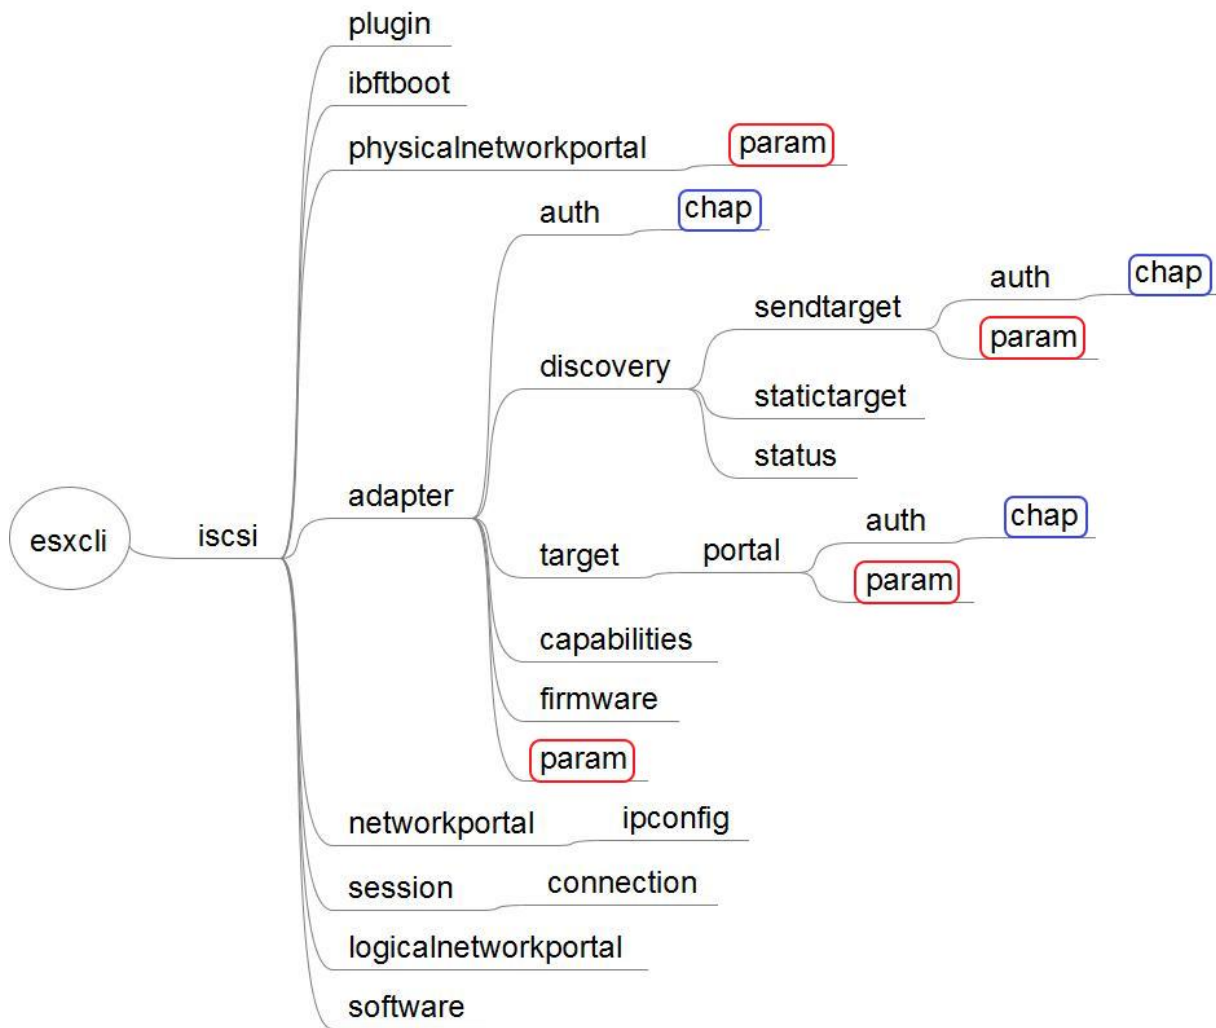 plugin
ibftboot
physicalnetworkportal
param
auth
chap
auth
chap
sendtarget
param
discovery
statictarget
status
adapter
esxcli
iscsi
auth
chap
target
portal
param
capabilities
firmware
param
networkportal
ipconfig
session
connection
logicalnetworkportal
software